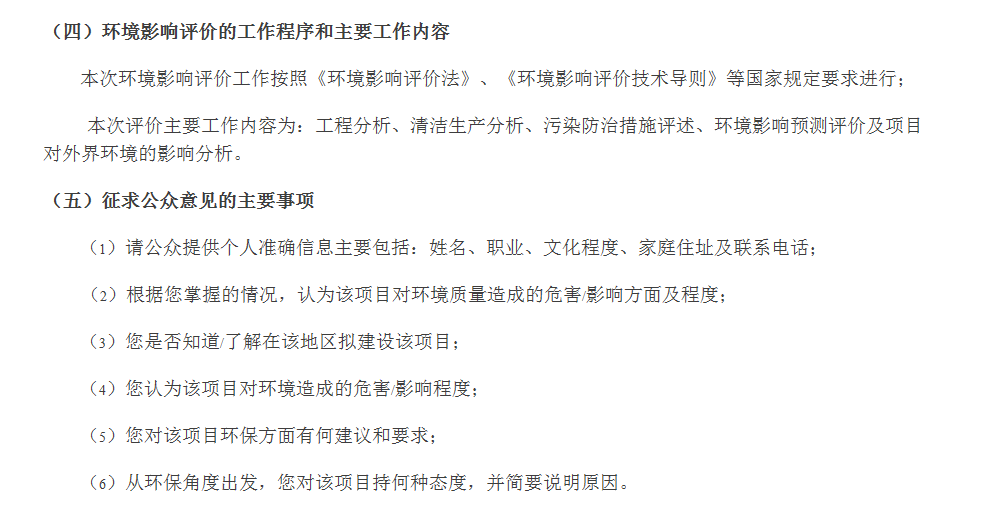 （四）环境影响评价的工作程序和主要工作内容
本次环境影响评价工作按照《环境影响评价法》、《环境影响评价技术导则》等国家规定要求进行；
本次评价主要工作内容为：工程分析、清洁生产分析、污染防治措施评述、环境影响预测评价及项目
对外界环境的影响分析。
（五）征求公众意见的主要事项
（1）请公众提供个人准确信息主要包括：姓名、职业、文化程度、家庭住址及联系电话；
（2）根据您掌握的情况，认为该项目对环境质量造成的危害/影响方面及程度；
（3）您是否知道/了解在该地区拟建设该项目；
（4）您认为该项目对环境造成的危害/影响程度；
（5）您对该项目环保方面有何建议和要求；
（6）从环保角度出发，您对该项目持何种态度，并简要说明原因。